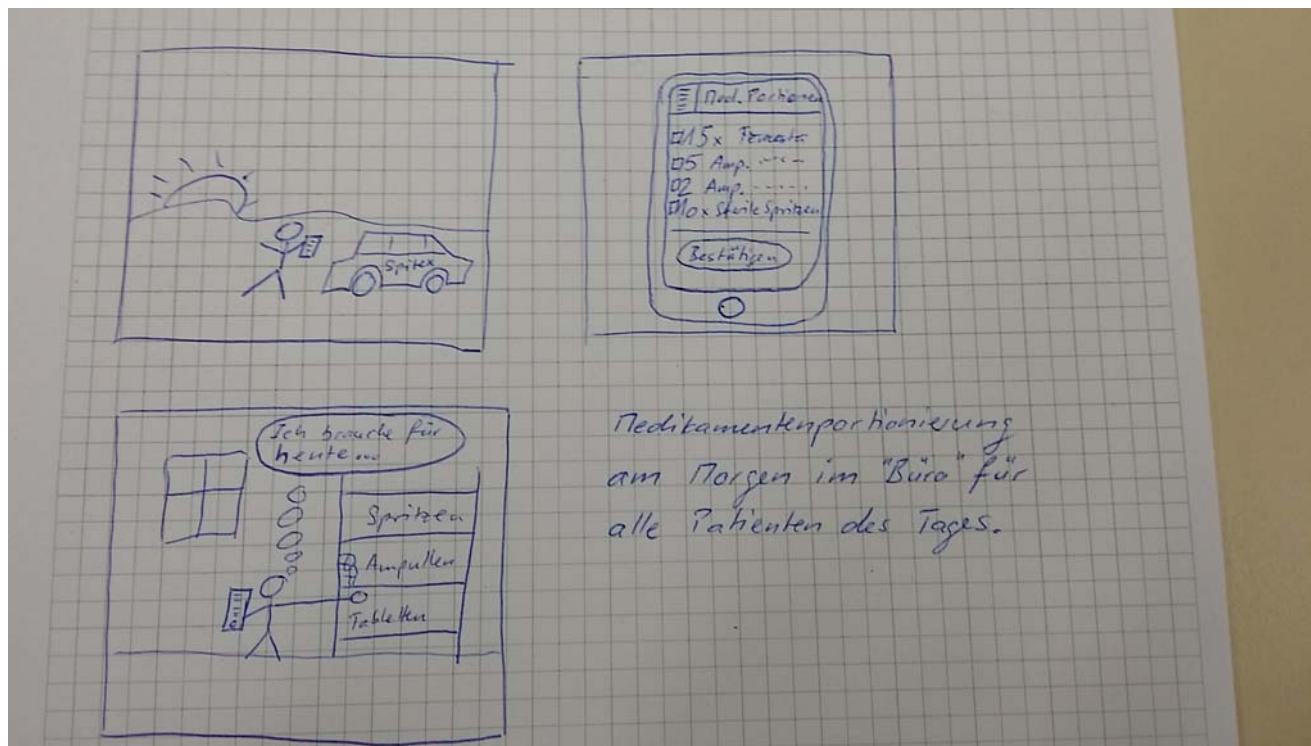 Spitex
Med. Portionen
15x Temesta
5 Amp. -----
2 Amp. -----
10x Sterile Spritzen
Bestätigen
Ich brauche für
heute...
Spritzen
Ampullen
Tabletten
Medikamentenportionierung
am Morgen im "Büro" für
alle Patienten des Tages.